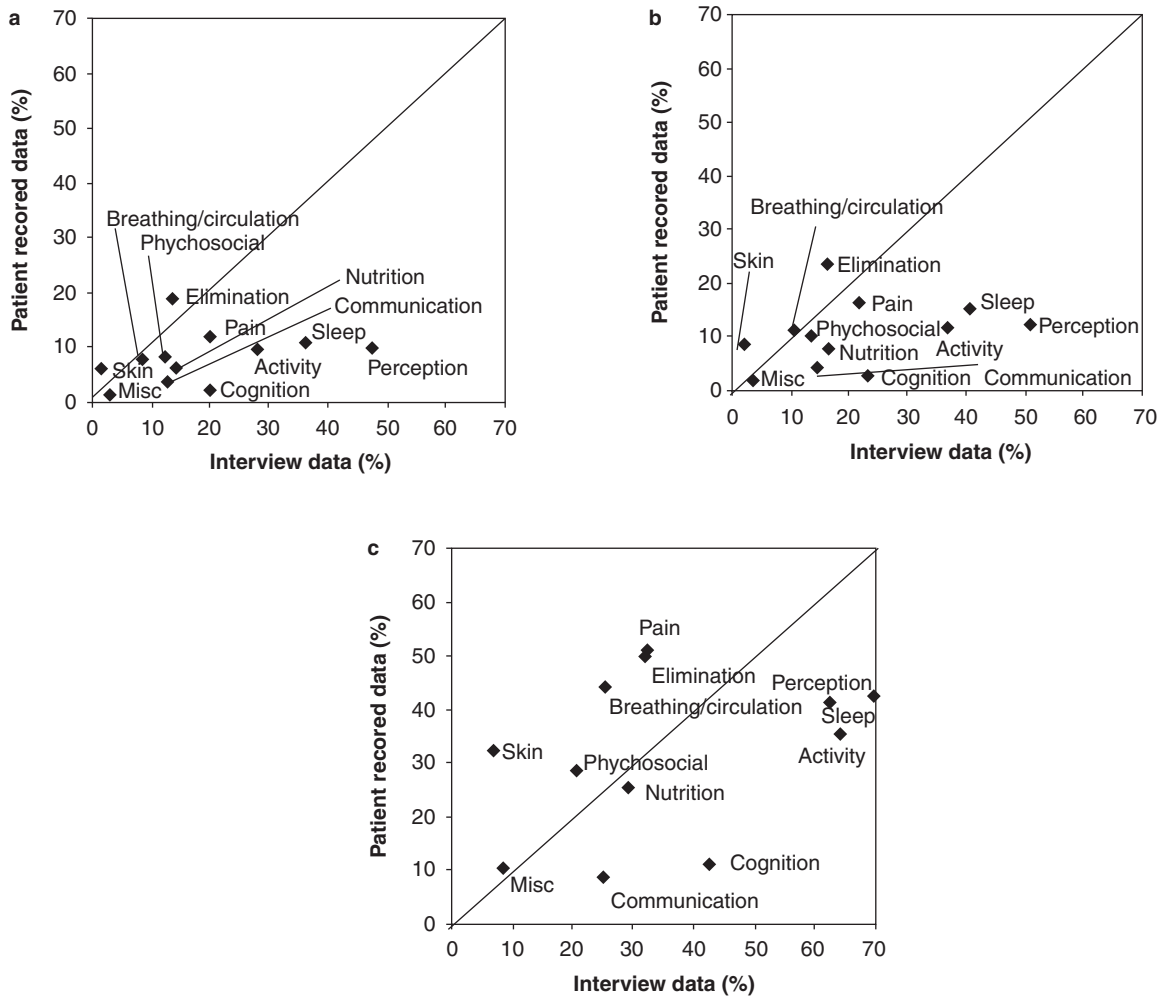 a
70
60
50
40
30
20
10
0
Patient recored data (%)
Breathing/circulation
Phychosocial
Nutrition
Communication
Elimination
Pain
Sleep
Skin
Activity
Perception
Misc
Cognition
0 10 20 30 40 50 60 70
Interview data (%)
b
70
60
50
40
30
20
10
0
Patient recored data (%)
Breathing/circulation
Skin
Elimination
Pain
Sleep
Phychosocial
Perception
Nutrition
Activity
Misc
Cognition
Communication
0 10 20 30 40 50 60 70
Interview data (%)
c
70
60
50
40
30
20
10
0
Patient recored data (%)
Pain
Elimination
Perception
Breathing/circulation
Sleep
Skin
Activity
Phychosocial
Nutrition
Cognition
Misc
Communication
0 10 20 30 40 50 60 70
Interview data (%)